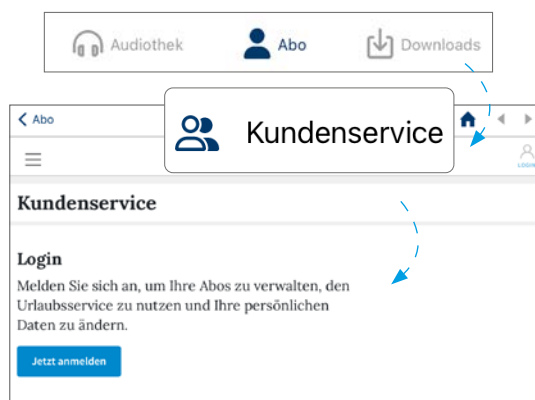 Audiothek Abo Downloads
Abo
Kundenservice
LOGIN
Kundenservice
Login
Melden Sie sich an, um Ihre Abos zu verwalten, den
Urlaubsservice zu nutzen und Ihre persönlichen
Daten zu ändern.
Jetzt anmelden